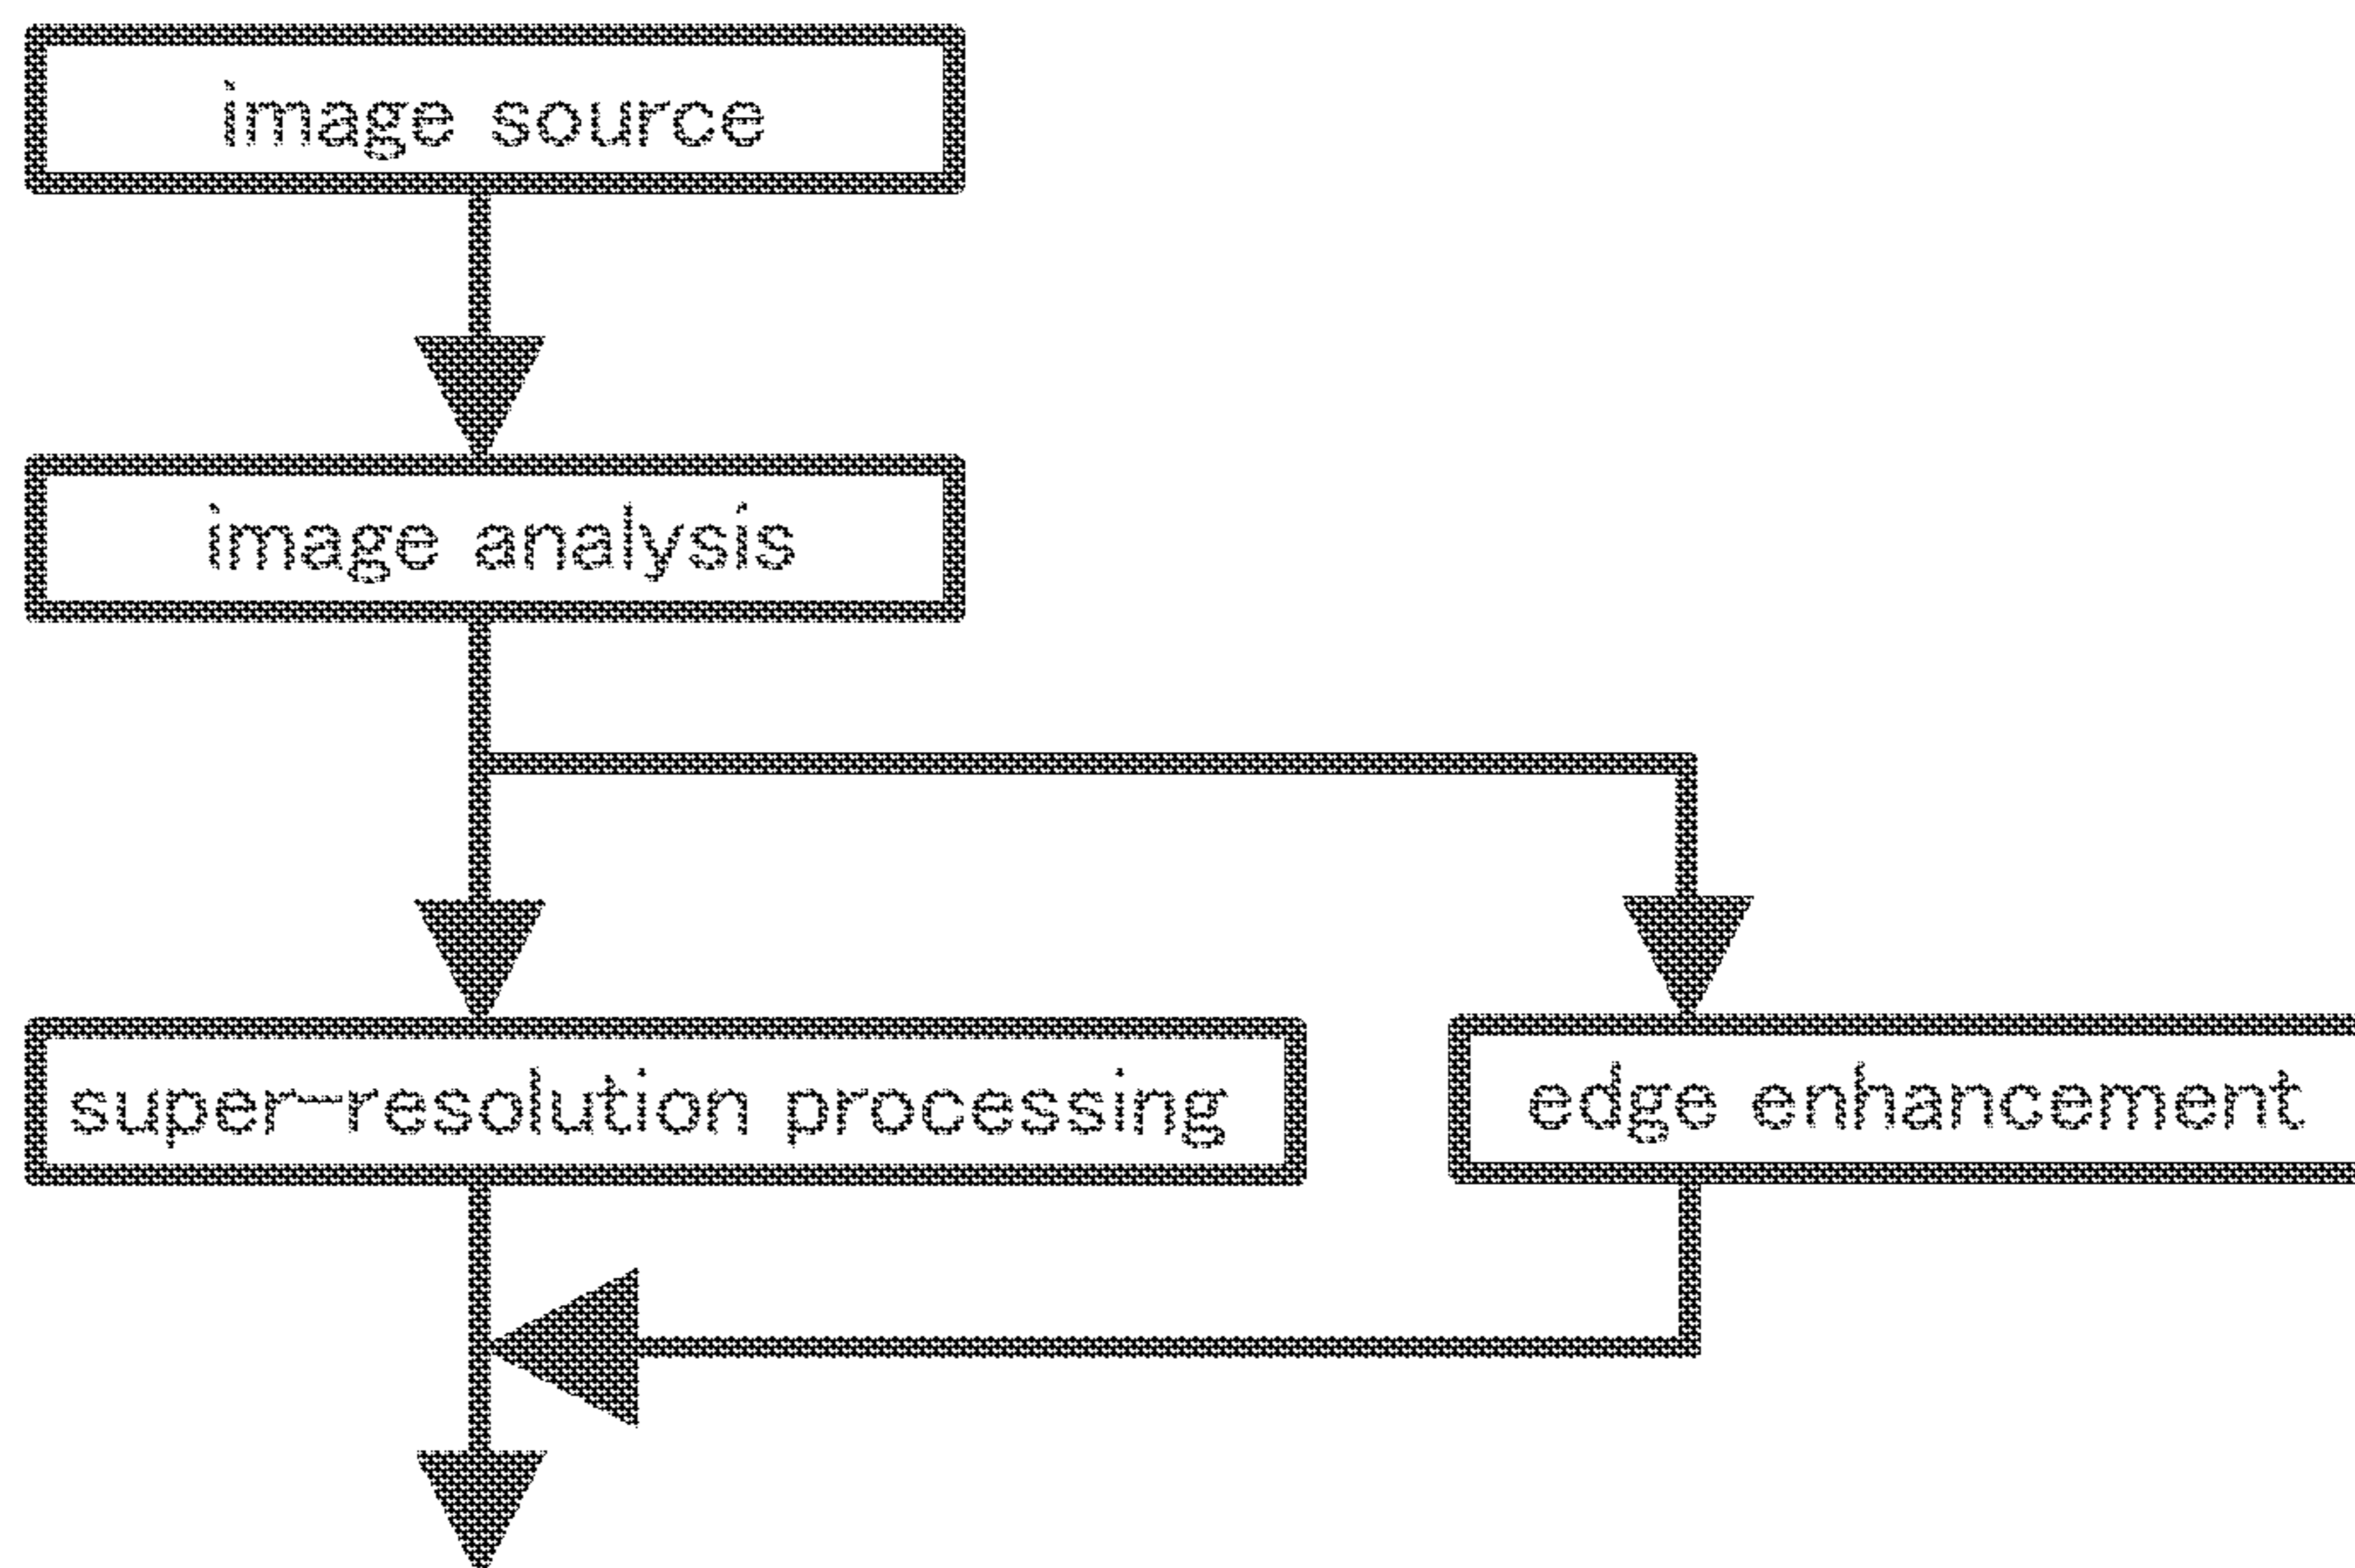 image source
image analysis
super-resolution processing
edge enhancement